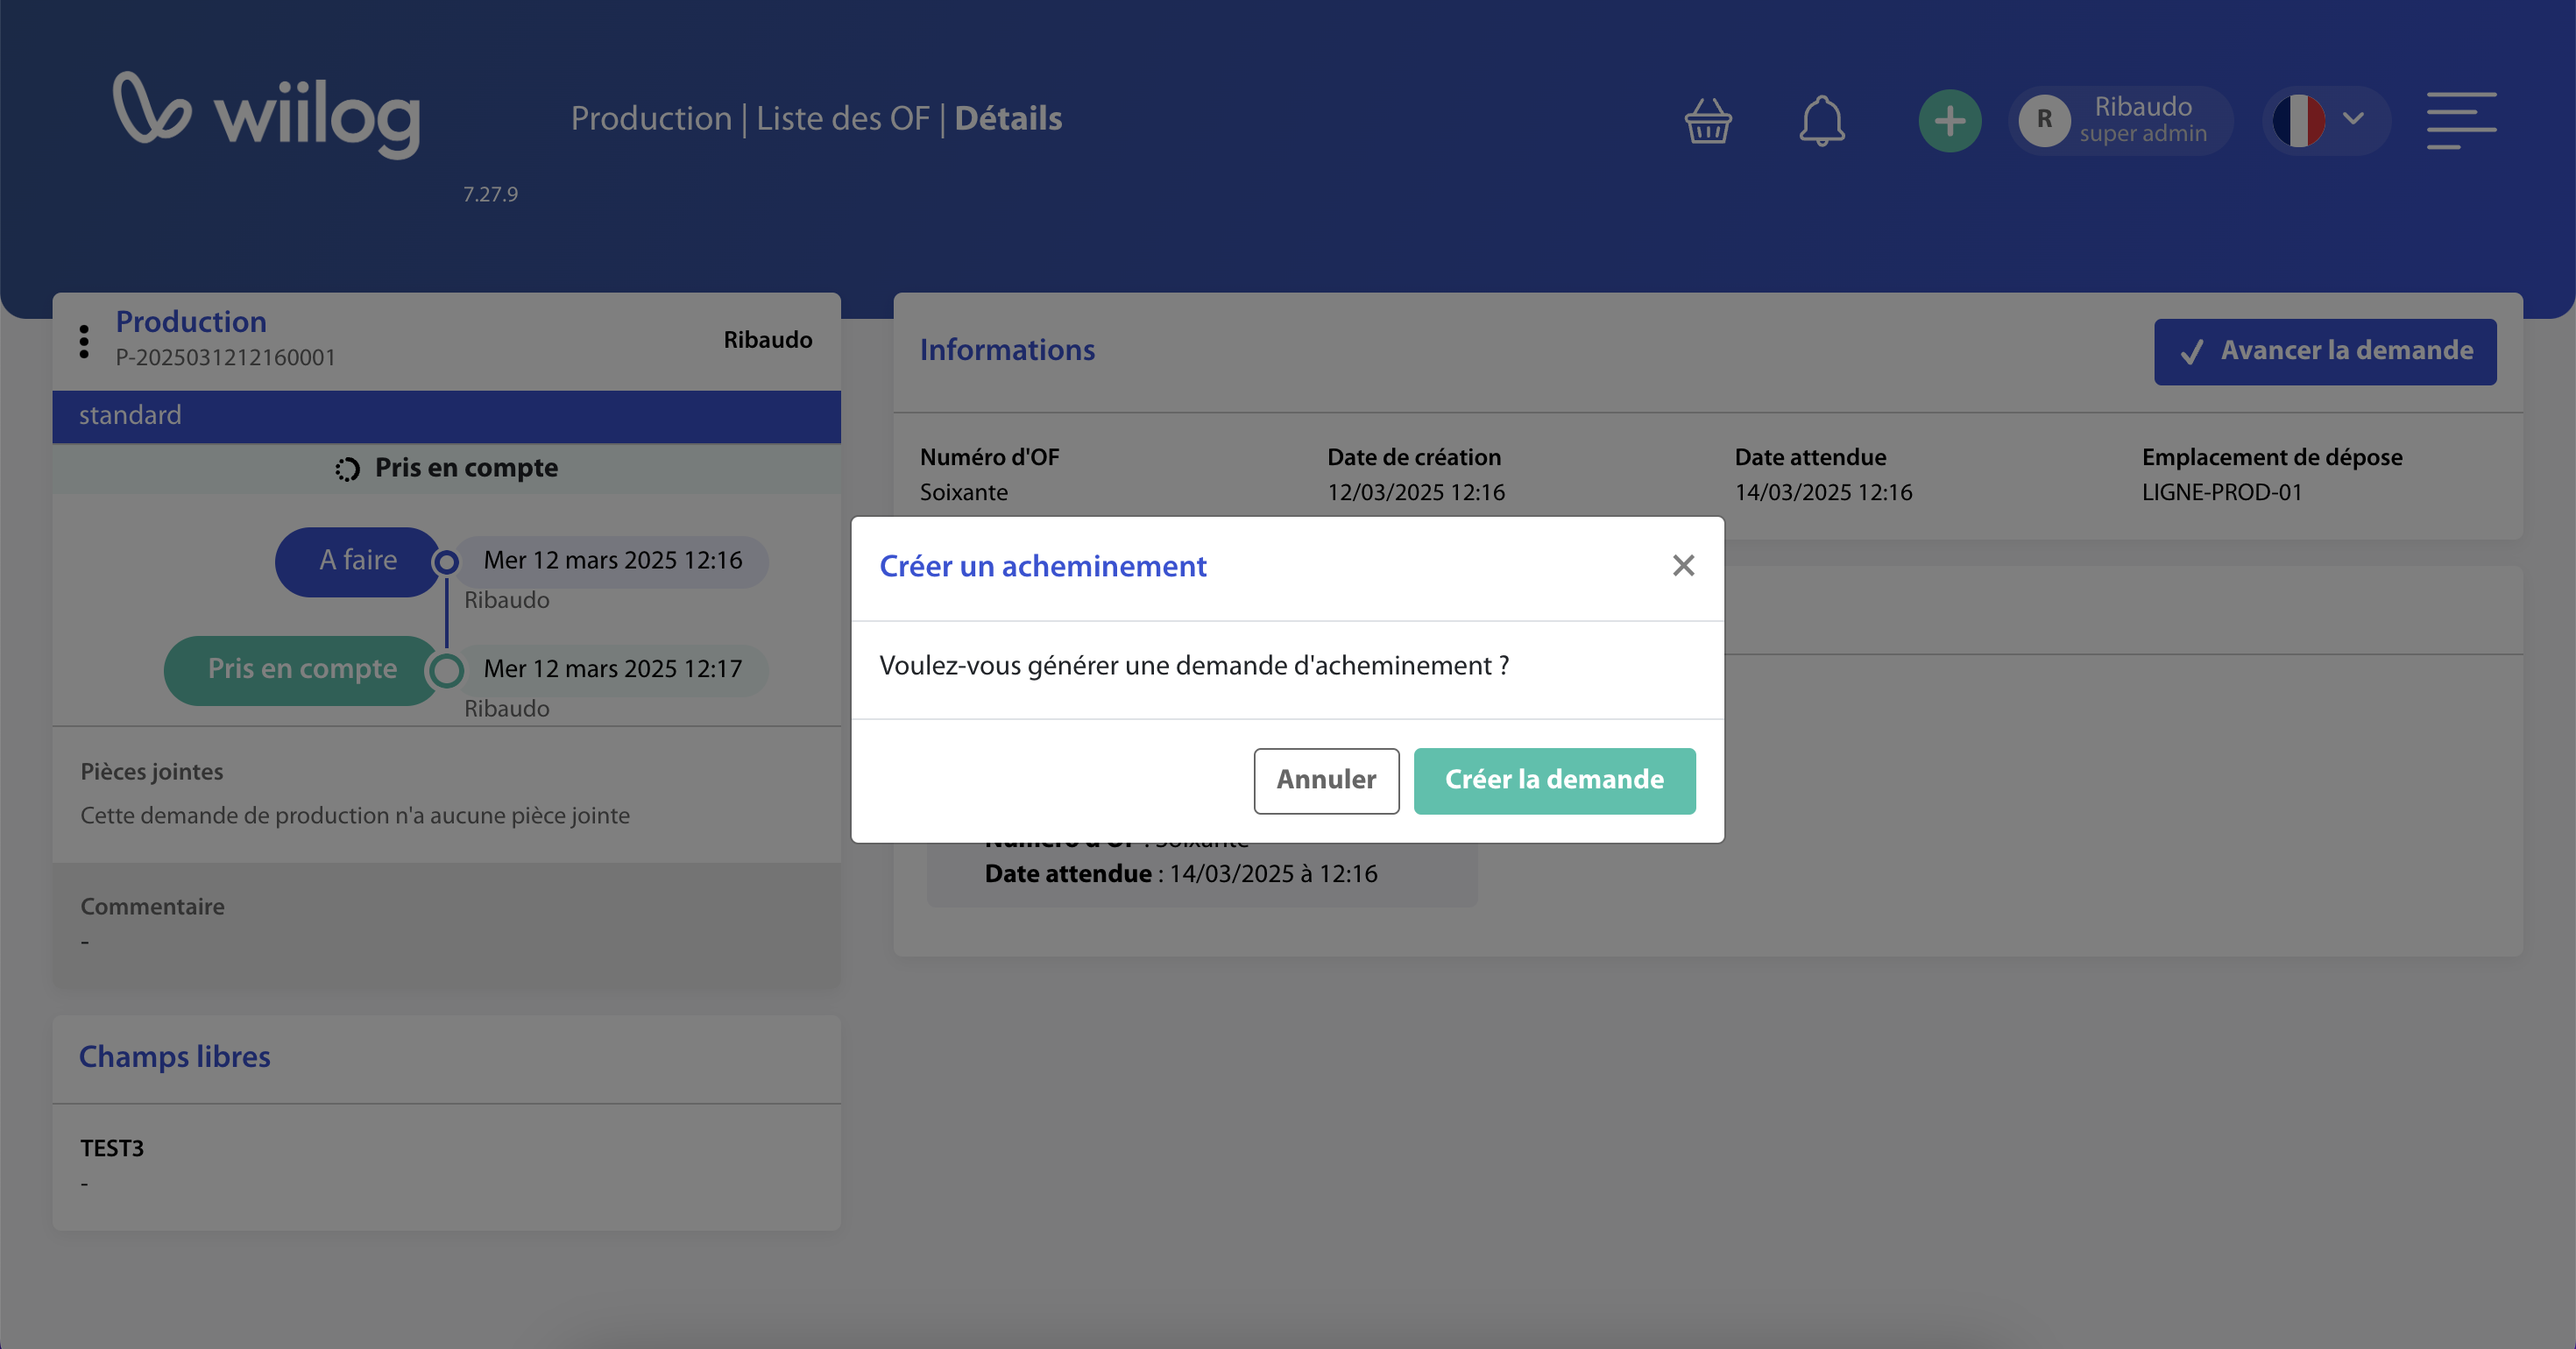 wiilog
7.27.9
Production | Liste des OF | Détails
R
Ribaudo
super admin
Production
P-2025031212160001
Ribaudo
standard
Pris en compte
A faire
Mer 12 mars 2025 12:16
Ribaudo
Pris en compte
Mer 12 mars 2025 12:17
Ribaudo
Pièces jointes
Cette demande de production n'a aucune pièce jointe
Commentaire
-
Champs libres
TEST3
-
Informations
Avancer la demande
Numéro d'OF
Soixante
Date de création
12/03/2025 12:16
Date attendue
14/03/2025 12:16
Emplacement de dépose
LIGNE-PROD-01
Créer un acheminement
Voulez-vous générer une demande d'acheminement ?
Annuler
Créer la demande
Numéro d'OF : Soixante
Date attendue : 14/03/2025 à 12:16